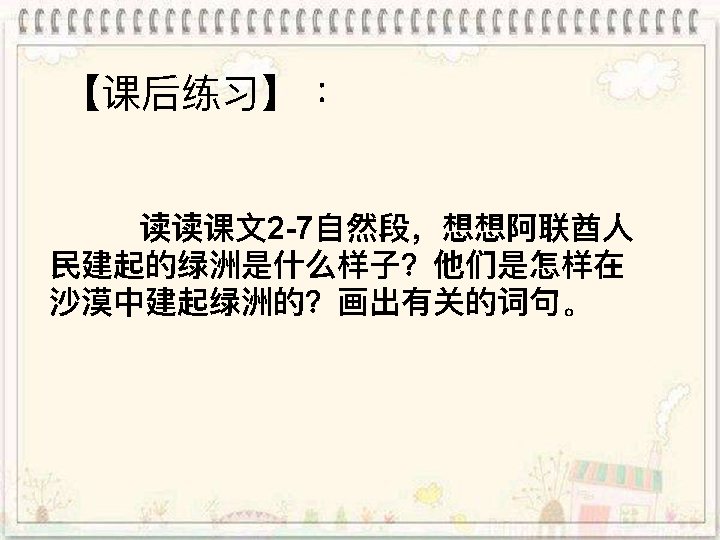 【课后练习】：
读读课文2-7自然段，想想阿联酋人
民建起的绿洲是什么样子？他们是怎样在
沙漠中建起绿洲的？画出有关的词句。